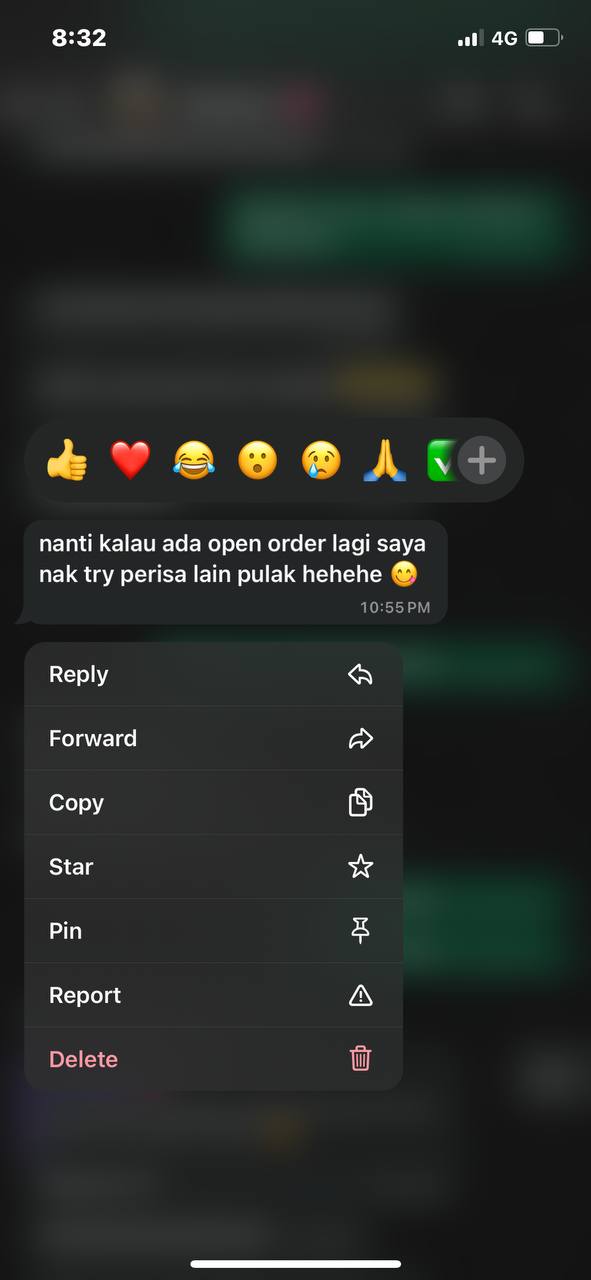 8:32
4G
nanti kalau ada open order lagi saya
nak try perisa lain pulak hehehe 😋
10:55 PM
Reply
Forward
Copy
Star
Pin
Report
Delete